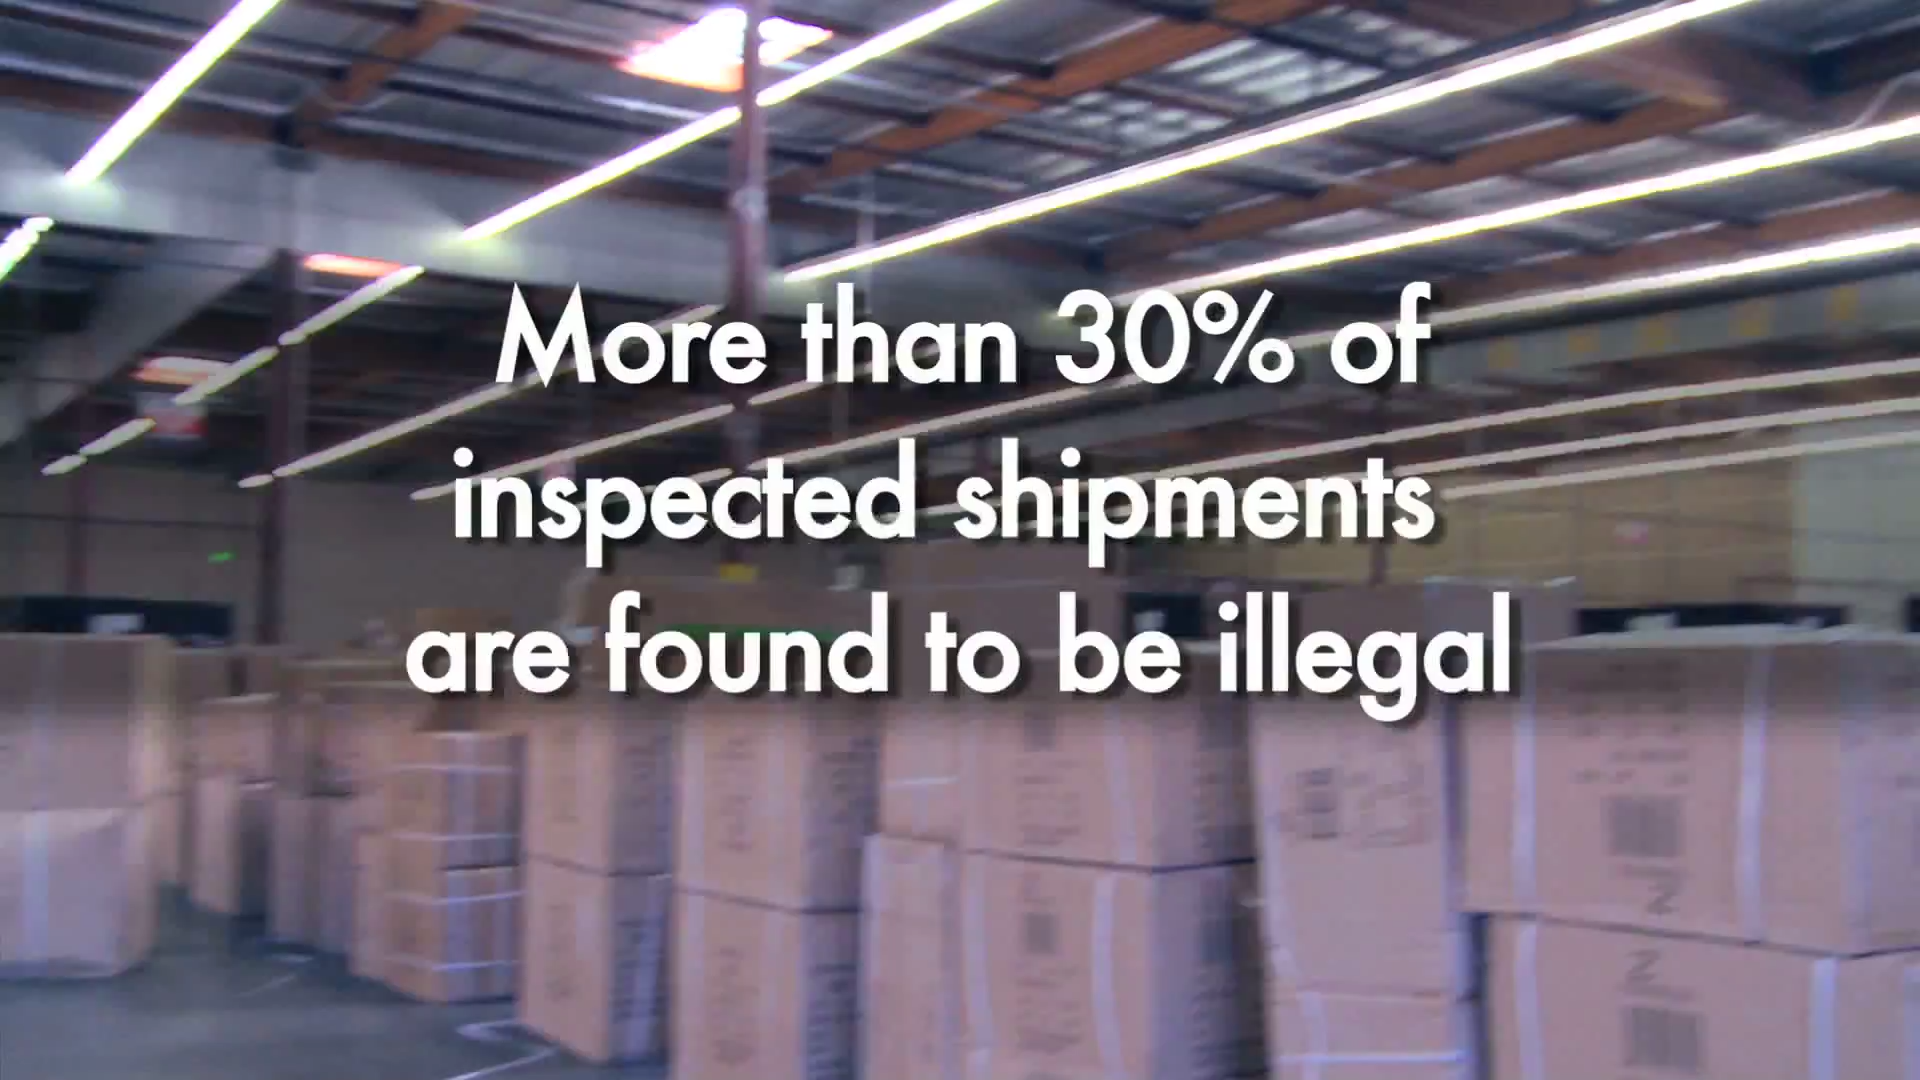 More than 30% of
inspected shipments
are found to be illegal